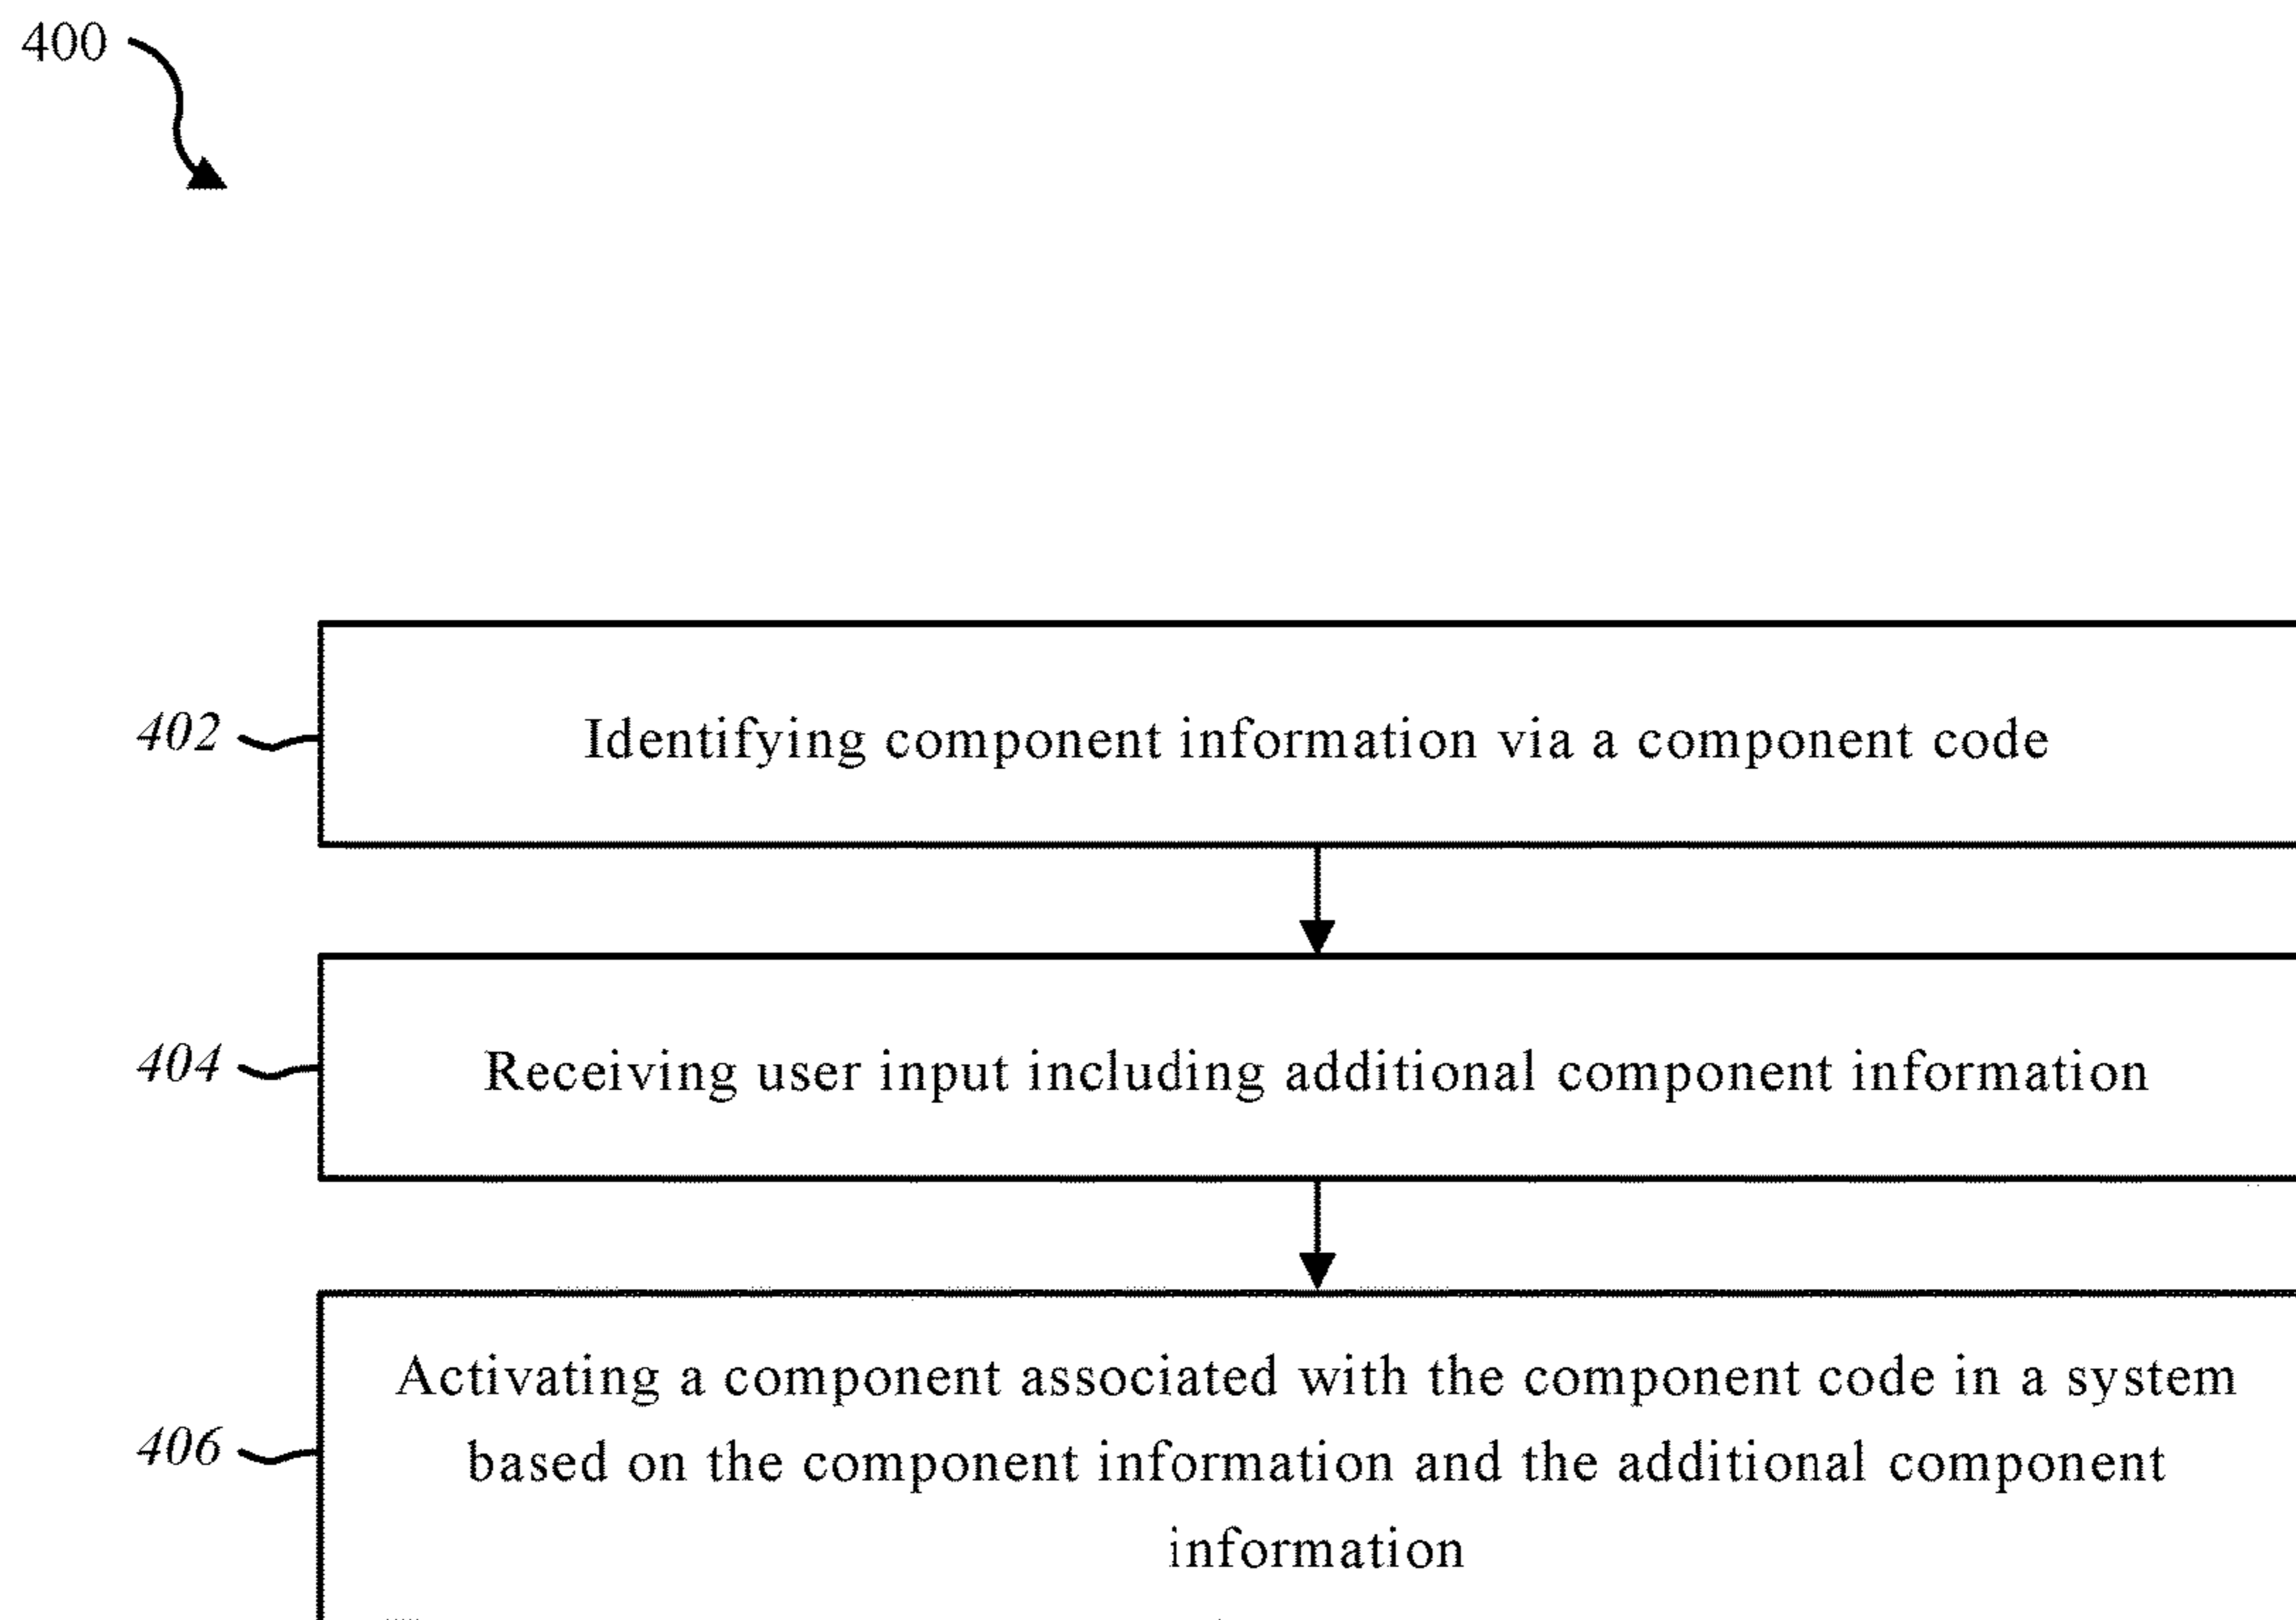 400
402
Identifying component information via a component code
404
Receiving user input including additional component information
406
Activating a component associated with the component code in a system
based on the component information and the additional component
information